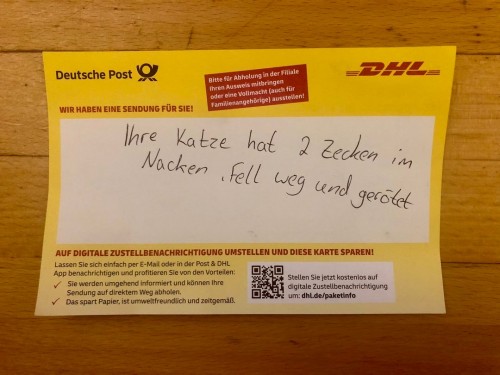 Deutsche Post
Bitte für Abholung in der Filiale
Ihren Ausweis mitbringen
oder eine Vollmacht (auch für
Familienangehörige) ausstellen!
DHL
WIR HABEN EINE SENDUNG FÜR SIE!
Ihre Katze hat 2 Zecken im
Nacken. Fell weg und gerötet
AUF DIGITALE ZUSTELLBENACHRICHTIGUNG UMSTELLEN UND DIESE KARTE SPAREN!
Lassen Sie sich einfach per E-Mail oder in der Post & DHL
App benachrichtigen und profitieren Sie von den Vorteilen:
✓ Sie werden umgehend informiert und können Ihre
Sendung auf direktem Weg abholen.
✓ Das spart Papier, ist umweltfreundlich und zeitgemäß.
Stellen Sie jetzt kostenlos auf
digitale Zustellbenachrichtigung
um: dhl.de/paketinfo